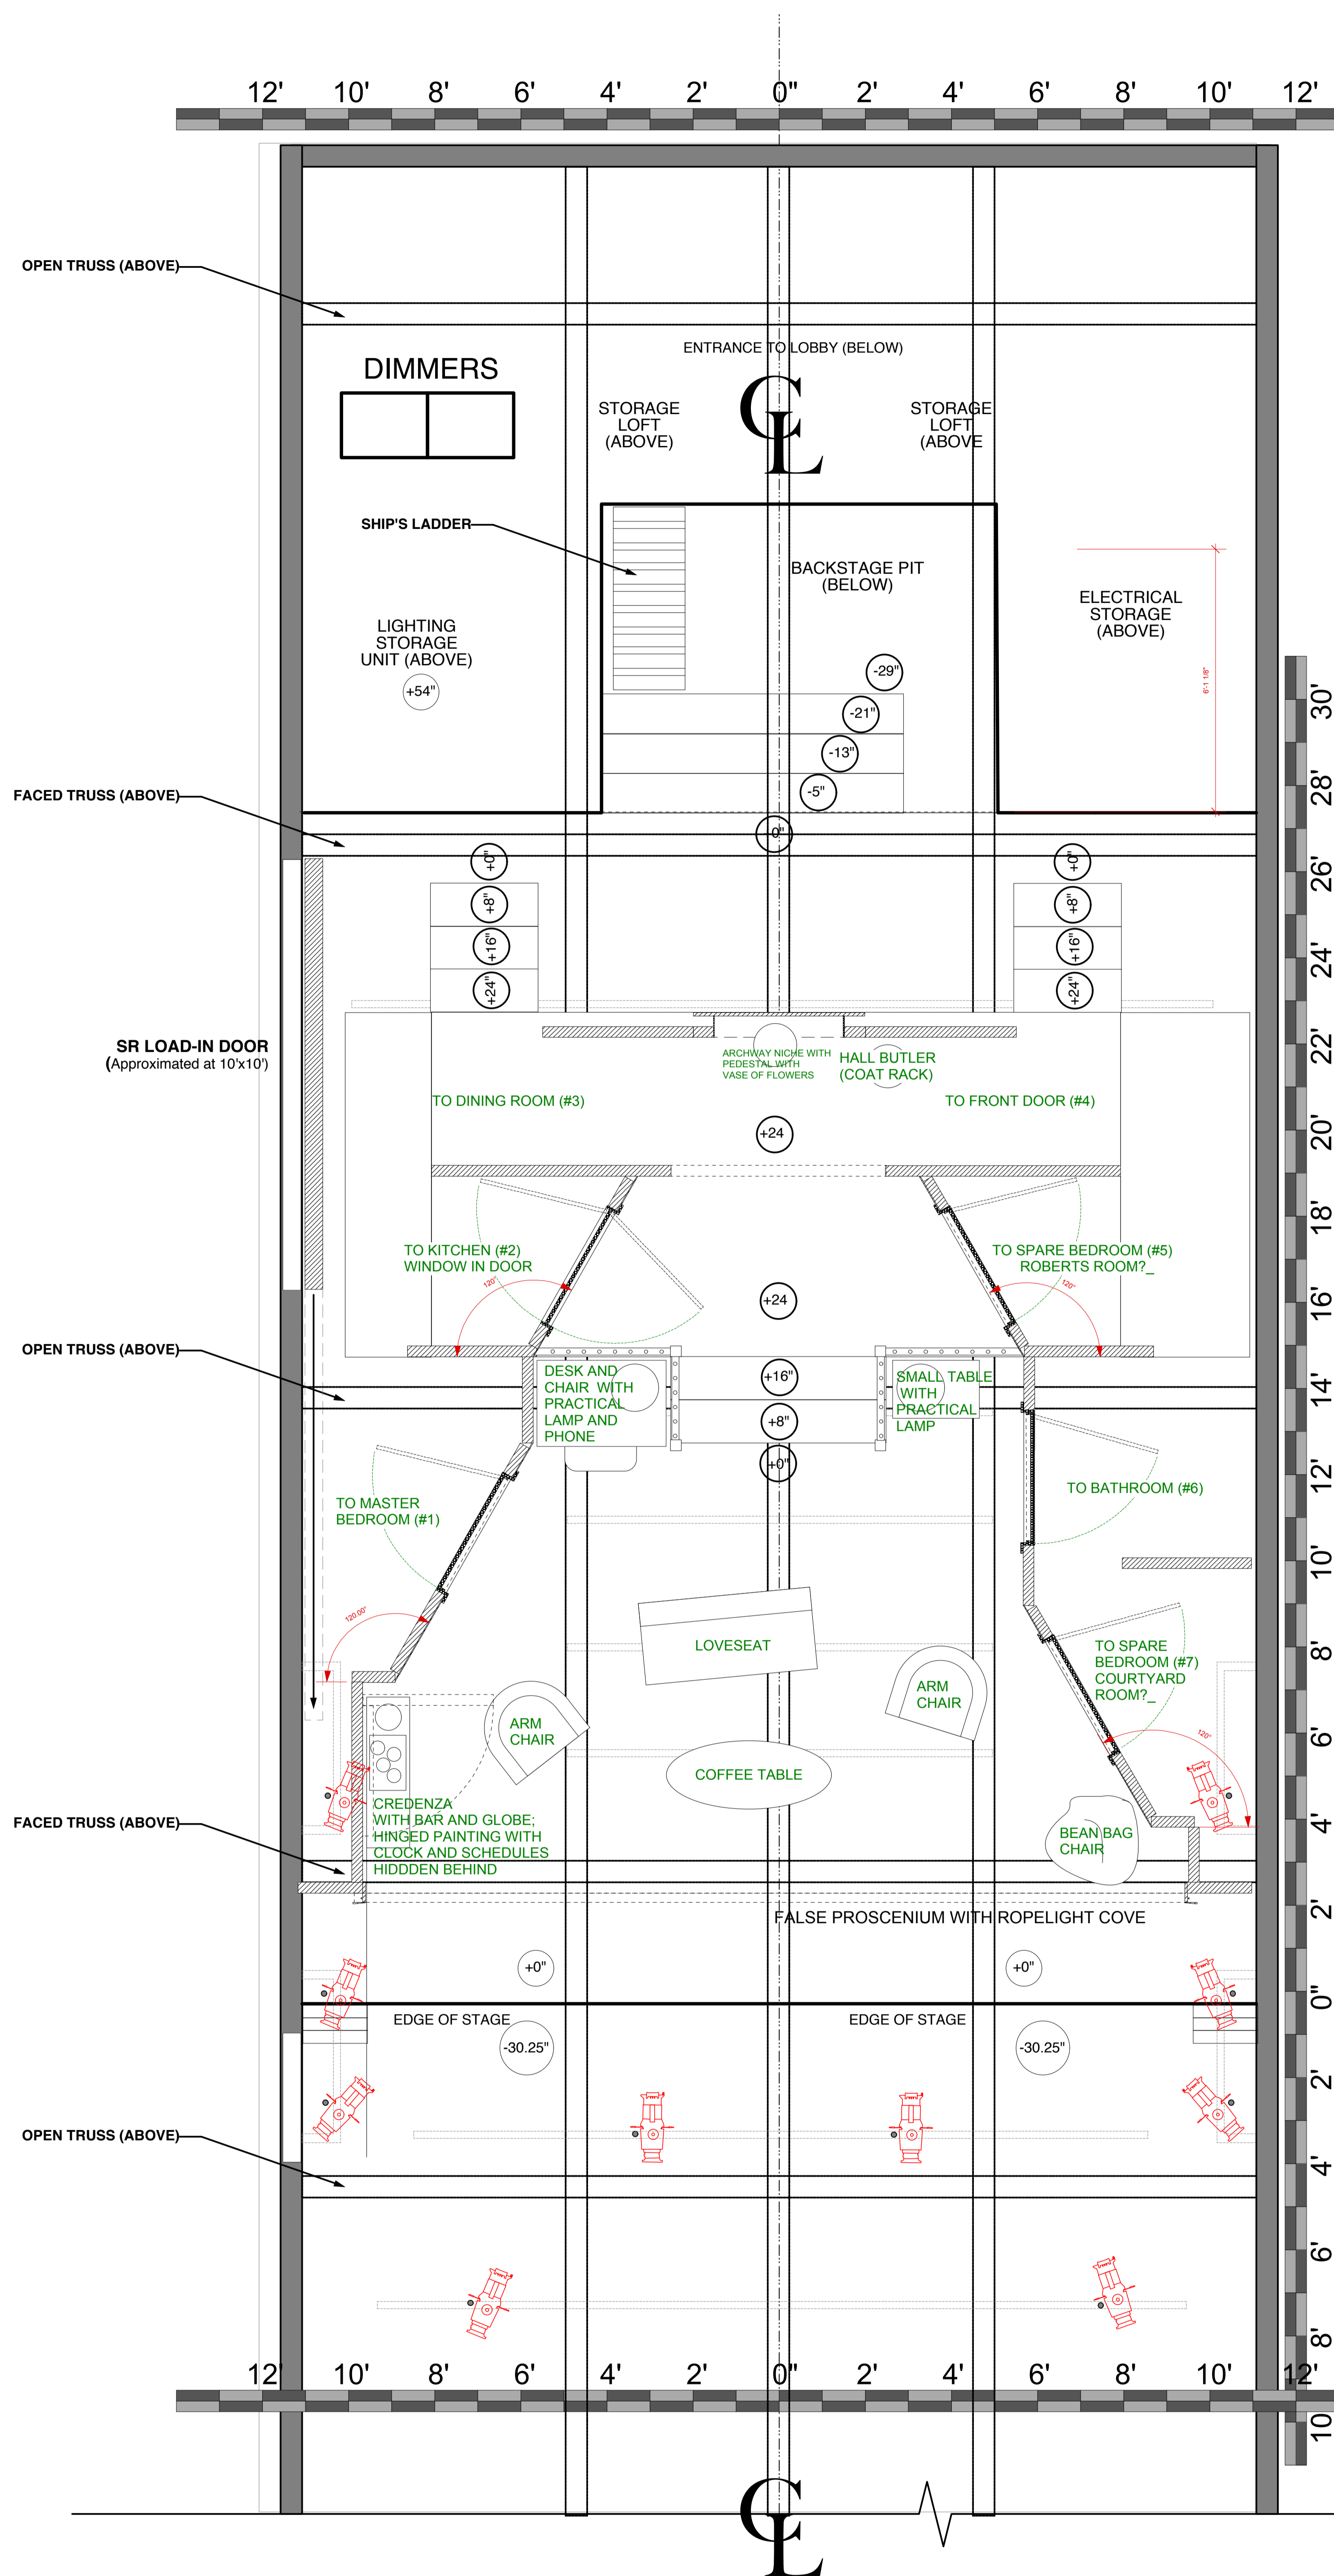 12' 10' 8' 6' 4' 2' 0" 2' 4' 6' 8' 10' 12'
OPEN TRUSS (ABOVE)
ENTRANCE TO LOBBY (BELOW)
DIMMERS
CL
STORAGE
LOFT
(ABOVE)
STORAGE
LOFT
(ABOVE
SHIP'S LADDER
BACKSTAGE PIT
(BELOW)
ELECTRICAL
STORAGE
(ABOVE)
LIGHTING
STORAGE
UNIT (ABOVE)
+54"
6'-1 1/8"
-29"
-21"
-13"
-5"
0"
30'
28'
26'
24'
22'
20'
18'
16'
14'
12'
10'
8'
6'
4'
2'
0"
2'
4'
6'
8'
10
FACED TRUSS (ABOVE)
+0"
+8"
+16"
+24"
+0"
+8"
+16"
+24"
SR LOAD-IN DOOR
(Approximated at 10'x10')
ARCHWAY NICHE WITH
PEDESTAL WITH
VASE OF FLOWERS
HALL BUTLER
(COAT RACK)
TO DINING ROOM (#3)
TO FRONT DOOR (#4)
+24
TO KITCHEN (#2)
WINDOW IN DOOR
TO SPARE BEDROOM (#5)
ROBERTS ROOM?_
120°
120°
+24
OPEN TRUSS (ABOVE)
DESK AND
CHAIR WITH
PRACTICAL
LAMP AND
PHONE
+16"
+8"
+0"
SMALL TABLE
WITH
PRACTICAL
LAMP
TO MASTER
BEDROOM (#1)
TO BATHROOM (#6)
120.00°
LOVESEAT
TO SPARE
BEDROOM (#7)
COURTYARD
ROOM?_
ARM
CHAIR
ARM
CHAIR
120°
COFFEE TABLE
CREDENZA
WITH BAR AND GLOBE;
HINGED PAINTING WITH
CLOCK AND SCHEDULES
HIDDDEN BEHIND
BEAN BAG
CHAIR
FACED TRUSS (ABOVE)
FALSE PROSCENIUM WITH ROPELIGHT COVE
+0"
+0"
EDGE OF STAGE
EDGE OF STAGE
-30.25"
-30.25"
OPEN TRUSS (ABOVE)
12' 10' 8' 6' 4' 2' 0" 2' 4' 6' 8' 10' 12'
CL